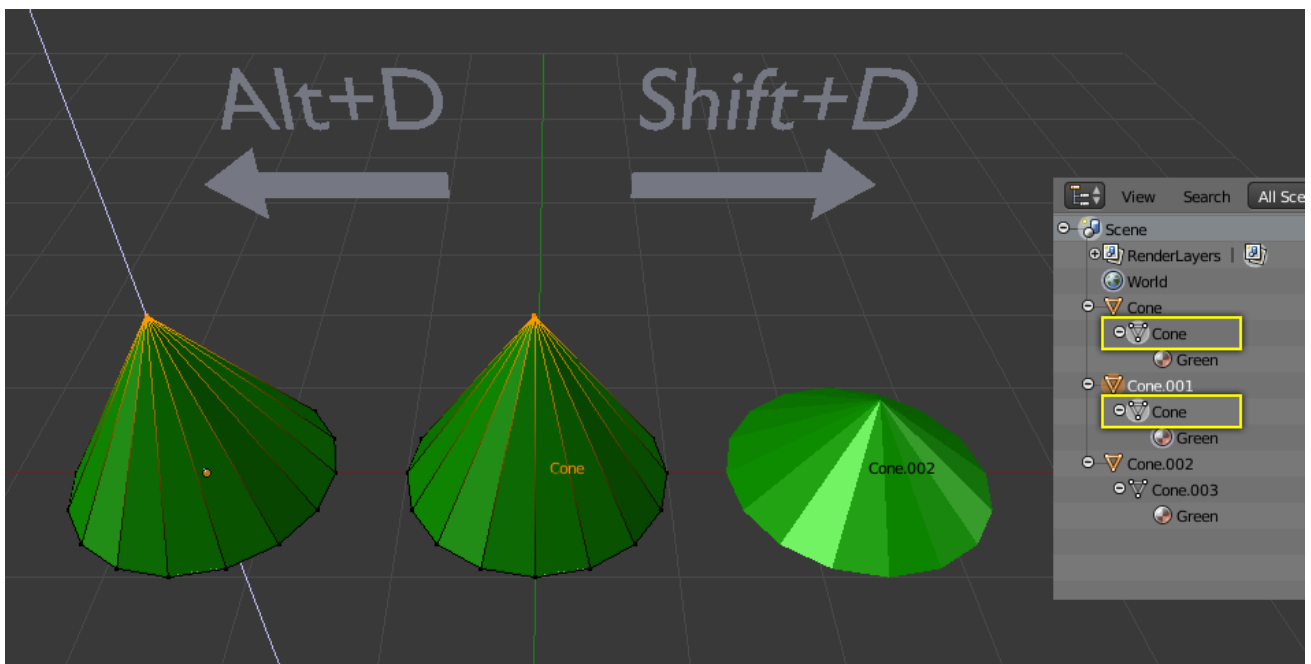 Alt+D Shift+D
View Search All Sce
Scene
RenderLayers |
World
Cone
Cone
Green
Cone.001
Cone
Green
Cone.002
Cone.003
Green
Cone
Cone.002